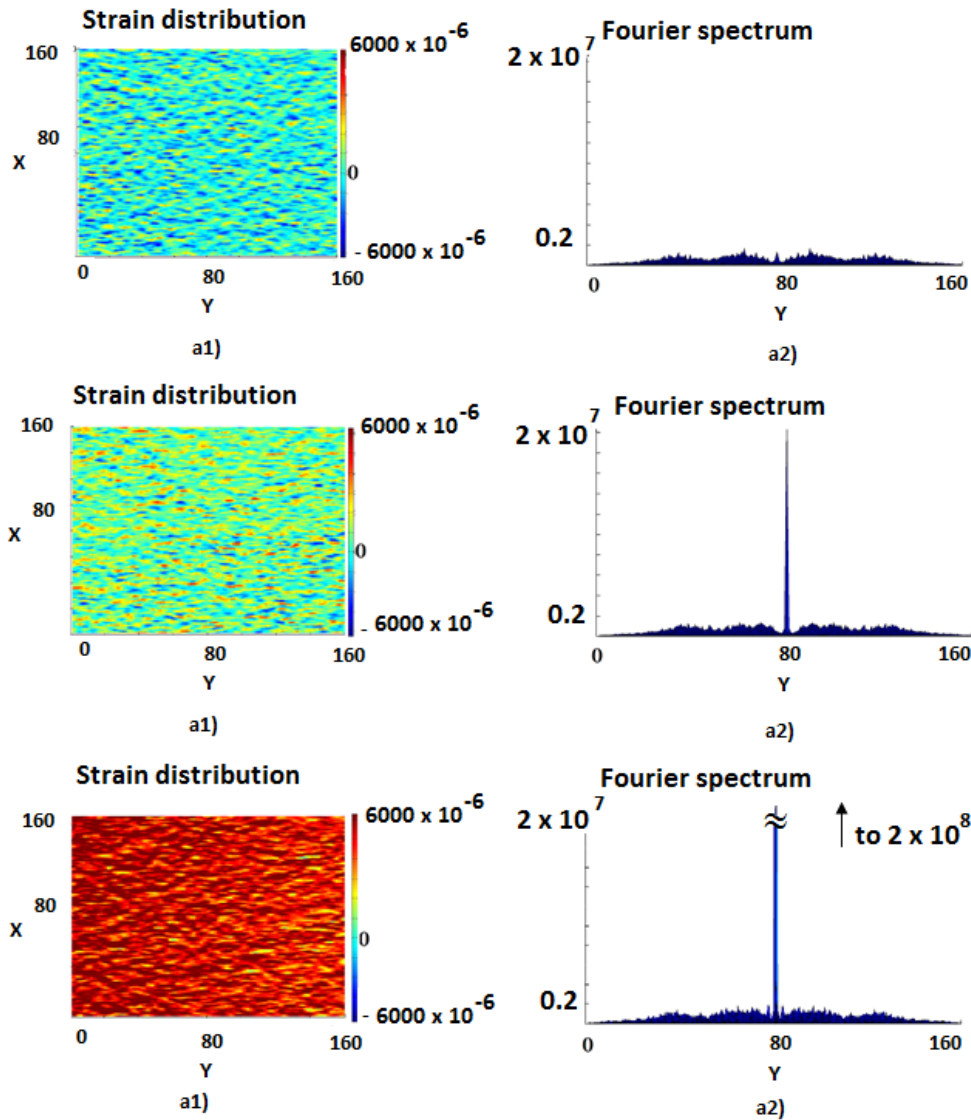 Strain distribution
160
80
X
0
80
160
Y
6000 x 10-6
0
- 6000 x 10-6
a1)
Fourier spectrum
2 x 10 7
0.2
0
80
160
Y
a2)
Strain distribution
160
80
X
0
80
160
Y
6000 x 10 -6
0
- 6000 x 10-6
a1)
Fourier spectrum
2 x 10 7
0.2
0
80
160
Y
a2)
Strain distribution
160
80
X
0
80
160
Y
6000 x 10 -6
0
- 6000 x 10-6
a1)
Fourier spectrum
2 x 10 7
≈
to 2 x 108
0.2
0
80
160
Y
a2)